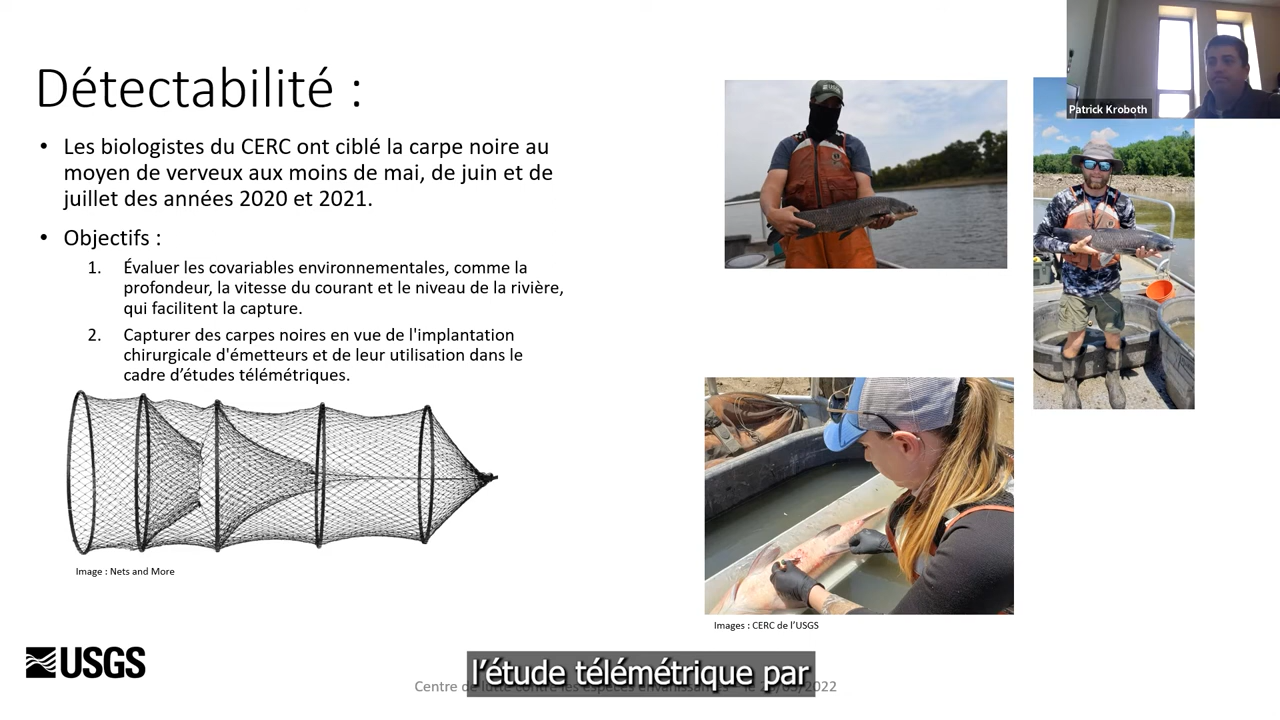 Détectabilité :
• Les biologistes du CERC ont ciblé la carpe noire au
moyen de verveux aux moins de mai, de juin et de
juillet des années 2020 et 2021.
• Objectifs :
1. Évaluer les covariables environnementales, comme la
profondeur, la vitesse du courant et le niveau de la rivière,
qui facilitent la capture.
2. Capturer des carpes noires en vue de l'implantation
chirurgicale d'émetteurs et de leur utilisation dans le
cadre d’études télémétriques.
Image : Nets and More
Patrick Kroboth
Images : CERC de l’USGS
USGS
l’étude télémétrique par
Centre de 2022